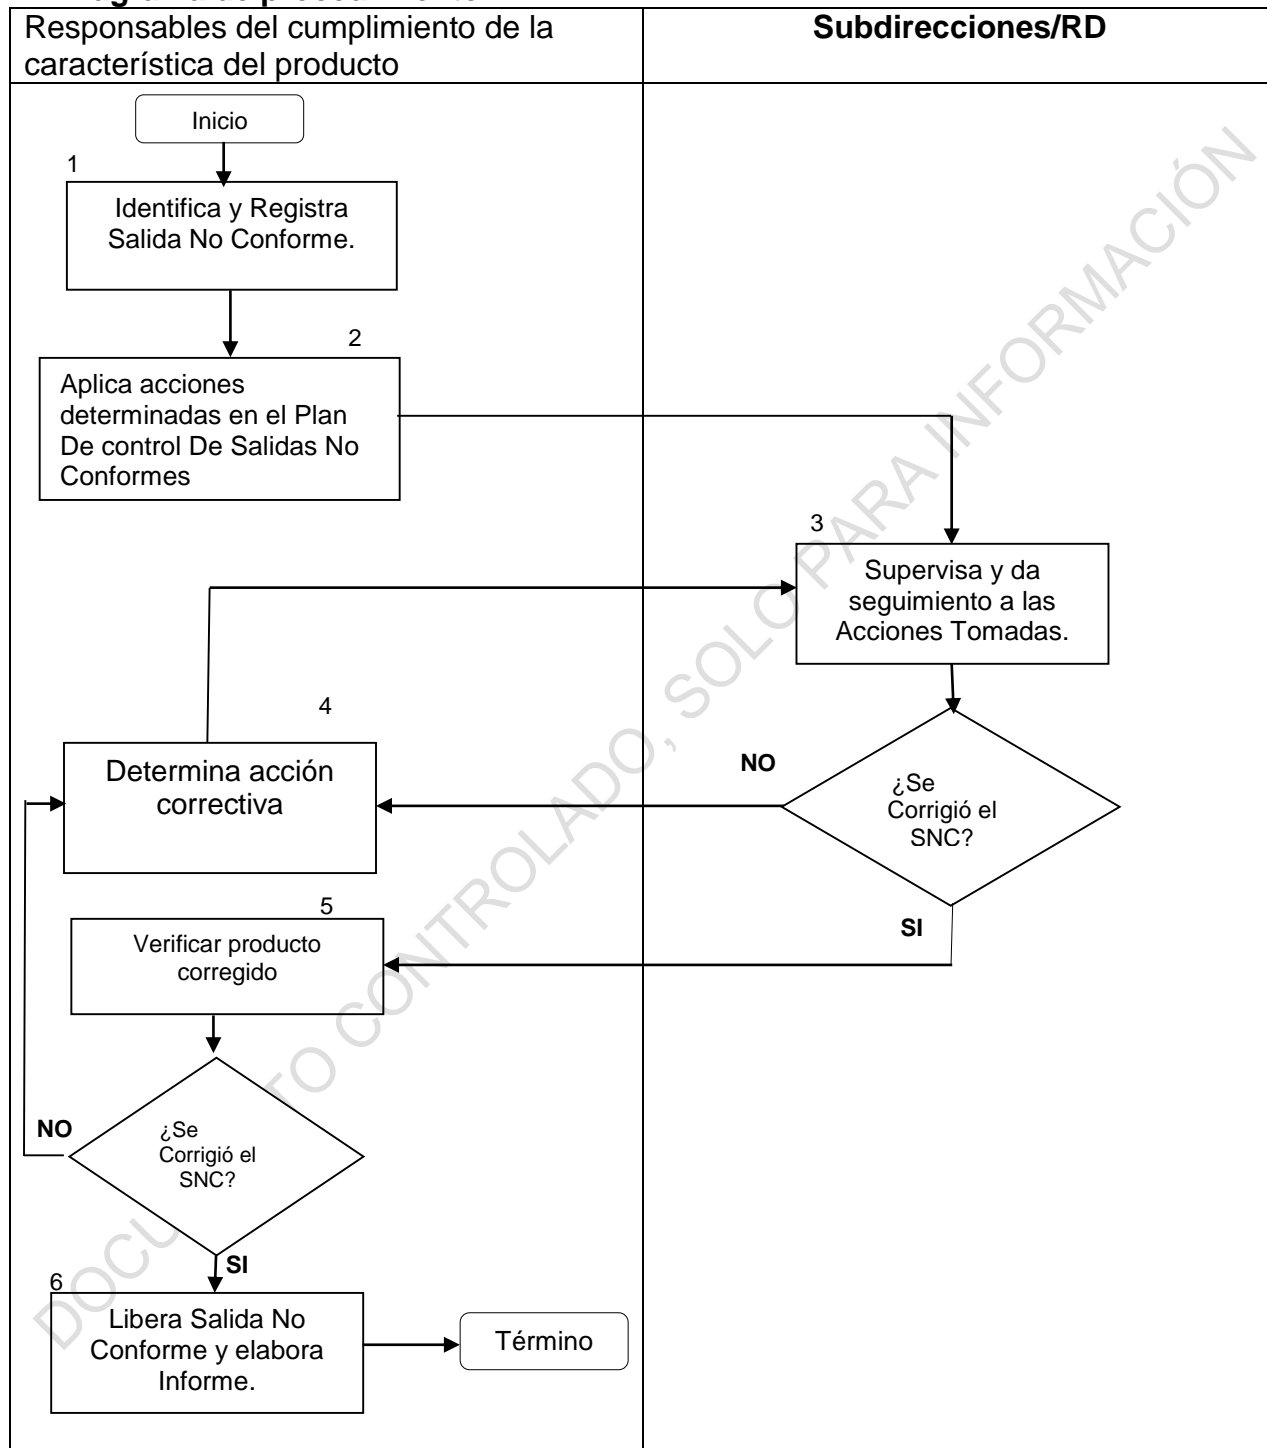 Responsables del cumplimiento de la
característica del producto
Subdirecciones/RD
Inicio
1
Identifica y Registra
Salida No Conforme.
2
Aplica acciones
determinadas en el Plan
De control De Salidas No
Conformes
3
Supervisa y da
seguimiento a las
Acciones Tomadas.
4
Determina acción
correctiva
NO
¿Se
Corrigió el
SNC?
SI
5
Verificar producto
corregido
NO
¿Se
Corrigió el
SNC?
SI
6
Libera Salida No
Conforme y elabora
Informe.
Término
CONTROLADO, SOLO PARA INFORMACIÓN